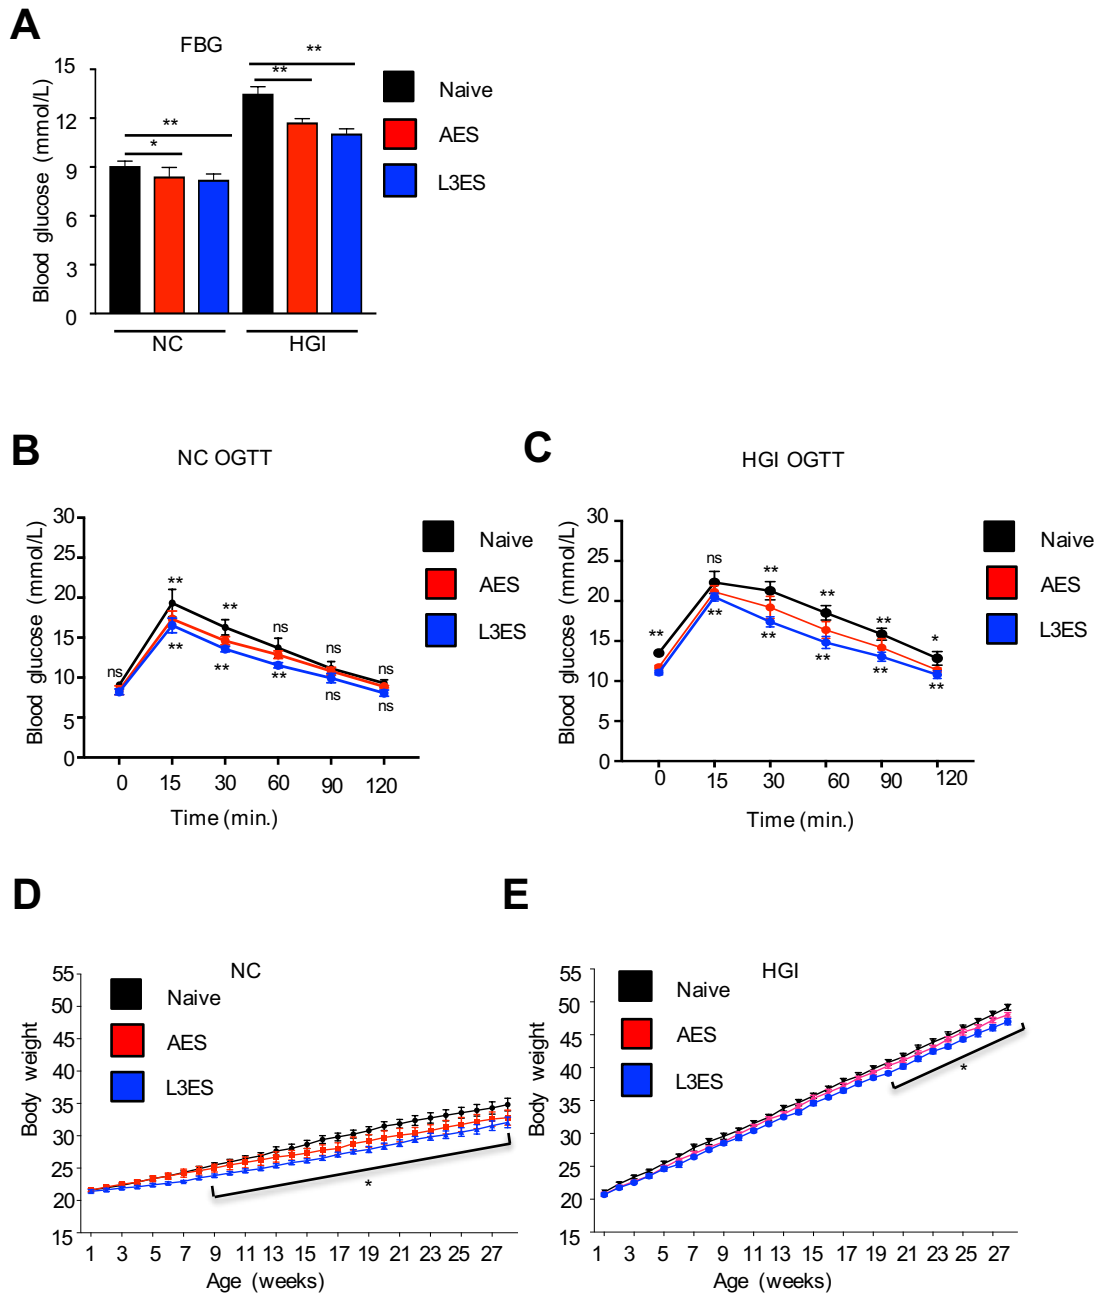 A
FBG
Blood glucose (mmol/L)
15
12
9
6
3
0
**
*
**
**
NC
HGI
Naive
AES
L3ES
B
NC OGTT
Blood glucose (mmol/L)
30
25
20
15
10
5
0
ns
**
**
ns
ns
ns
**
**
**
ns
ns
0 15 30 60 90 120
Time (min.)
Naive
AES
L3ES
C
HGI OGTT
Blood glucose (mmol/L)
30
25
20
15
10
5
0
**
ns
**
**
**
*
**
**
**
**
**
0 15 30 60 90 120
Time (min.)
Naive
AES
L3ES
D
NC
Body weight
55
50
45
40
35
30
25
20
15
Naive
AES
L3ES
*
1 3 5 7 9 11 13 15 17 19 21 23 25 27
Age (weeks)
E
HGI
Body weight
55
50
45
40
35
30
25
20
15
Naive
AES
L3ES
*
1 3 5 7 9 11 13 15 17 19 21 23 25 27
Age (weeks)